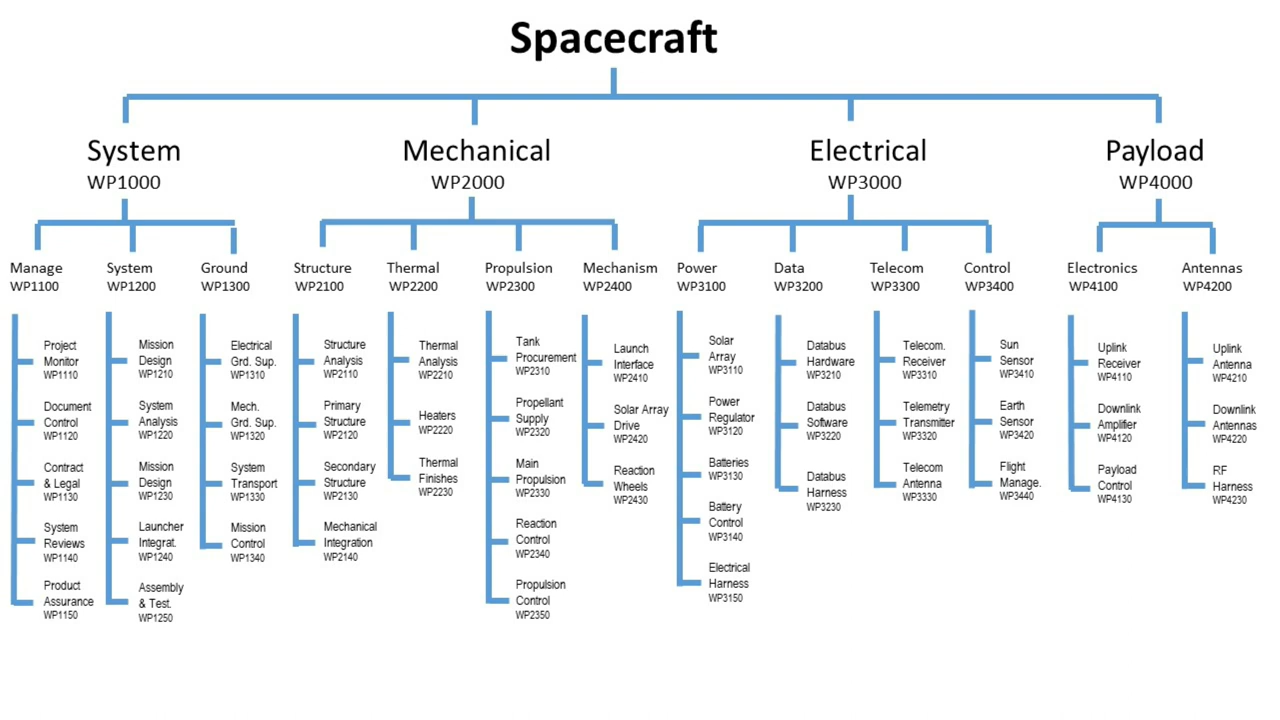 Spacecraft
System
WP1000
Mechanical
WP2000
Electrical
WP3000
Payload
WP4000
Manage
WP1100
System
WP1200
Ground
WP1300
Structure
WP2100
Thermal
WP2200
Propulsion
WP2300
Mechanism
WP2400
Power
WP3100
Data
WP3200
Telecom
WP3300
Control
WP3400
Electronics
WP4100
Antennas
WP4200
Project
Monitor
WP1110
Document
Control
WP1120
Contract
& Legal
WP1130
System
Reviews
WP1140
Product
Assurance
WP1150
Mission
Design
WP1210
System
Analysis
WP1220
Mission
Design
WP1230
Launcher
Integrat.
WP1240
Assembly
& Test.
WP1250
Electrical
Grd. Sup.
WP1310
Mech.
Grd. Sup.
WP1320
System
Transport
WP1330
Mission
Control
WP1340
Structure
Analysis
WP2110
Primary
Structure
WP2120
Secondary
Structure
WP2130
Mechanical
Integration
WP2140
Thermal
Analysis
WP2210
Heaters
WP2220
Thermal
Finishes
WP2230
Tank
Procurement
WP2310
Propellant
Supply
WP2320
Main
Propulsion
WP2330
Reaction
Control
WP2340
Propulsion
Control
WP2350
Launch
Interface
WP2410
Solar Array
Drive
WP2420
Reaction
Wheels
WP2430
Solar
Array
WP3110
Power
Regulator
WP3120
Batteries
WP3130
Battery
Control
WP3140
Electrical
Harness
WP3150
Databus
Hardware
WP3210
Databus
Software
WP3220
Databus
Harness
WP3230
Telecom.
Receiver
WP3310
Telemetry
Transmitter
WP3320
Telecom
Antenna
WP3330
Sun
Sensor
WP3410
Earth
Sensor
WP3420
Flight
Manage.
WP3440
Uplink
Receiver
WP4110
Downlink
Amplifier
WP4120
Payload
Control
WP4130
Uplink
Antenna
WP4210
Downlink
Antennas
WP4220
RF
Harness
WP4230